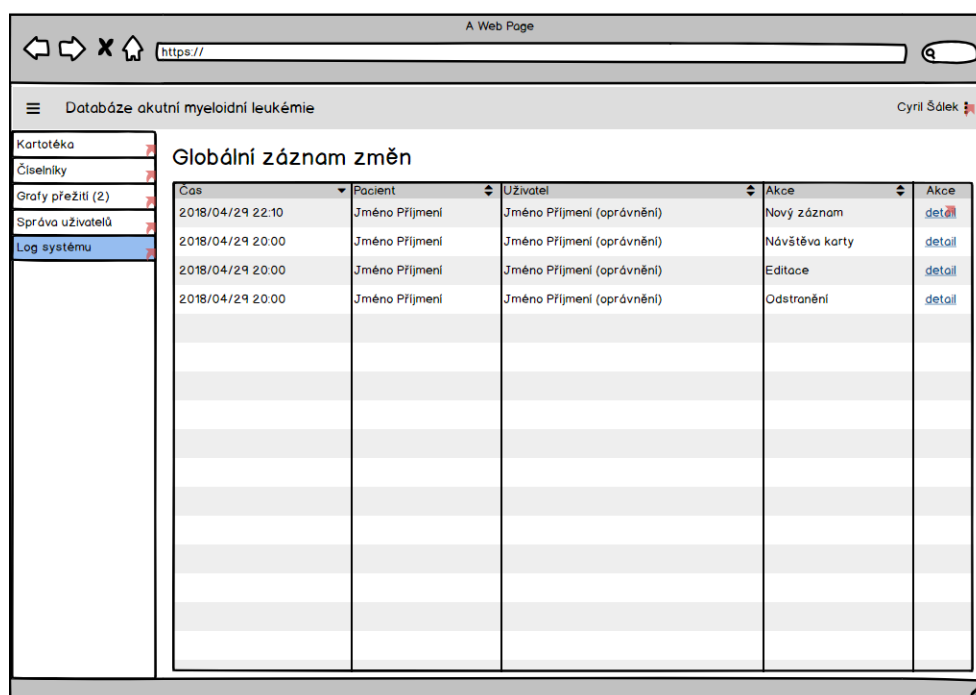 A Web Page
https://
Databáze akutní myeloidní leukémie Cyril Šálek
Kartotéka
Číselníky
Grafy přežití (2)
Správa uživatelů
Log systému
Globální záznam změn
Čas Pacient Uživatel Akce Akce
2018/04/29 22:10 Jméno Příjmení Jméno Příjmení (oprávnění) Nový záznam detail
2018/04/29 20:00 Jméno Příjmení Jméno Příjmení (oprávnění) Návštěva karty detail
2018/04/29 20:00 Jméno Příjmení Jméno Příjmení (oprávnění) Editace detail
2018/04/29 20:00 Jméno Příjmení Jméno Příjmení (oprávnění) Odstranění detail